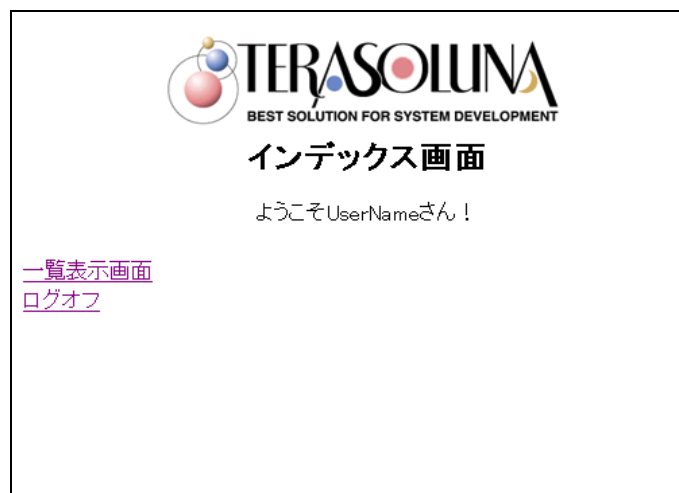 TERASOLUNA
BEST SOLUTION FOR SYSTEM DEVELOPMENT
インデックス画面
ようこそUserNameさん！
一覧表示画面
ログオフ